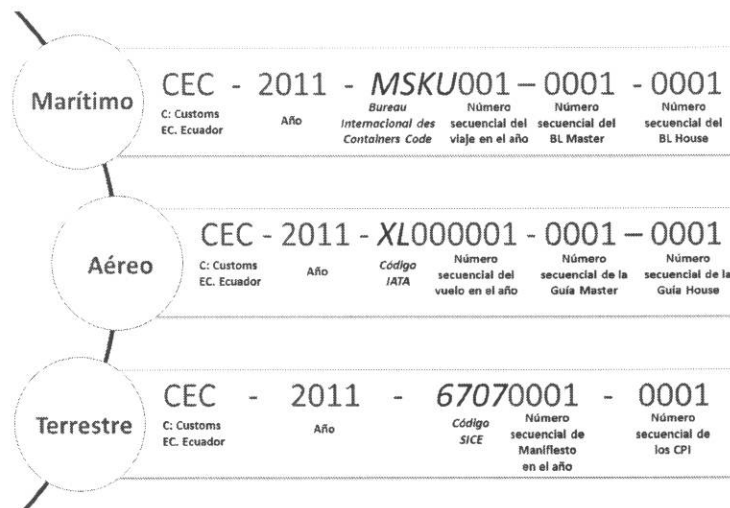 Marítimo
CEC - 2011 - MSKU001 – 0001 - 0001
C: Customs
EC. Ecuador
Año
Bureau
Internacional des
Containers Code
Número
secuencial del
viaje en el año
Número
secuencial del
BL Master
Número
secuencial del
BL House
Aéreo
CEC - 2011 - XL000001 - 0001 – 0001
C: Customs
EC. Ecuador
Año
Código
IATA
Número
secuencial del
vuelo en el año
Número
secuencial de la
Guía Master
Número
secuencial de la
Guía House
Terrestre
CEC - 2011 - 67070001 - 0001
C: Customs
EC. Ecuador
Año
Código
SICE
Número
secuencial de
Manifiesto
en el año
Número
secuencial de
los CPI